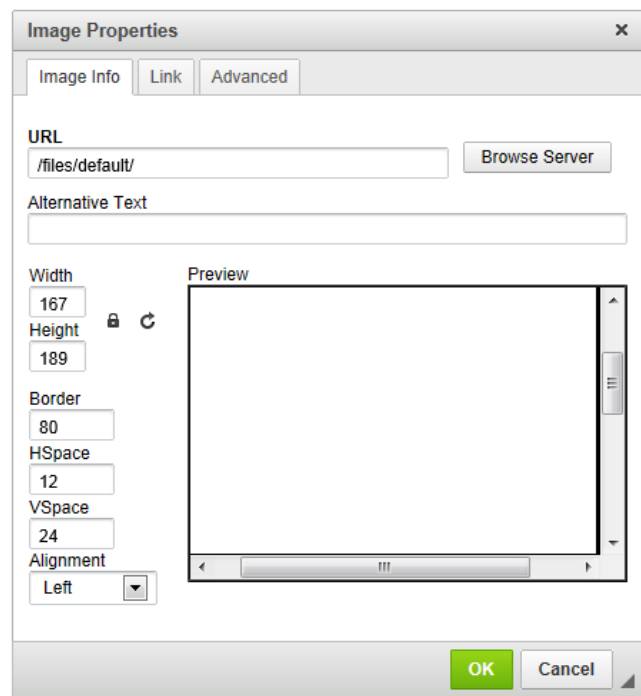 Image Properties
Image Info Link Advanced
URL
/files/default/ Browse Server
Alternative Text
Width Preview
167
Height
189
Border
80
HSpace
12
VSpace
24
Alignment
Left
OK Cancel